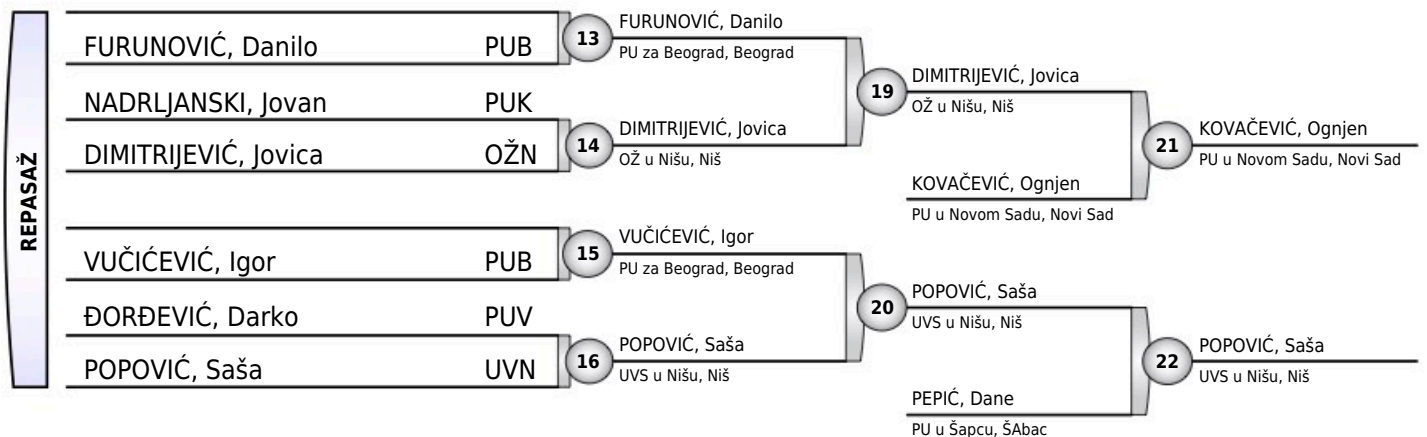 REPASAŽ
FURUNOVIĆ, Danilo PUB
NADRLJANSKI, Jovan PUK
DIMITRIJEVIĆ, Jovica OŽN
VUČIĆEVIĆ, Igor PUB
ĐORĐEVIĆ, Darko PUV
POPOVIĆ, Saša UVN
13
FURUNOVIĆ, Danilo
PU za Beograd, Beograd
14
DIMITRIJEVIĆ, Jovica
OŽ u Nišu, Niš
15
VUČIĆEVIĆ, Igor
PU za Beograd, Beograd
16
POPOVIĆ, Saša
UVS u Nišu, Niš
19
DIMITRIJEVIĆ, Jovica
OŽ u Nišu, Niš
KOVAČEVIĆ, Ognjen
PU u Novom Sadu, Novi Sad
20
POPOVIĆ, Saša
UVS u Nišu, Niš
PEPIĆ, Dane
PU u Šapcu, ŠAbac
21
KOVAČEVIĆ, Ognjen
PU u Novom Sadu, Novi Sad
22
POPOVIĆ, Saša
UVS u Nišu, Niš